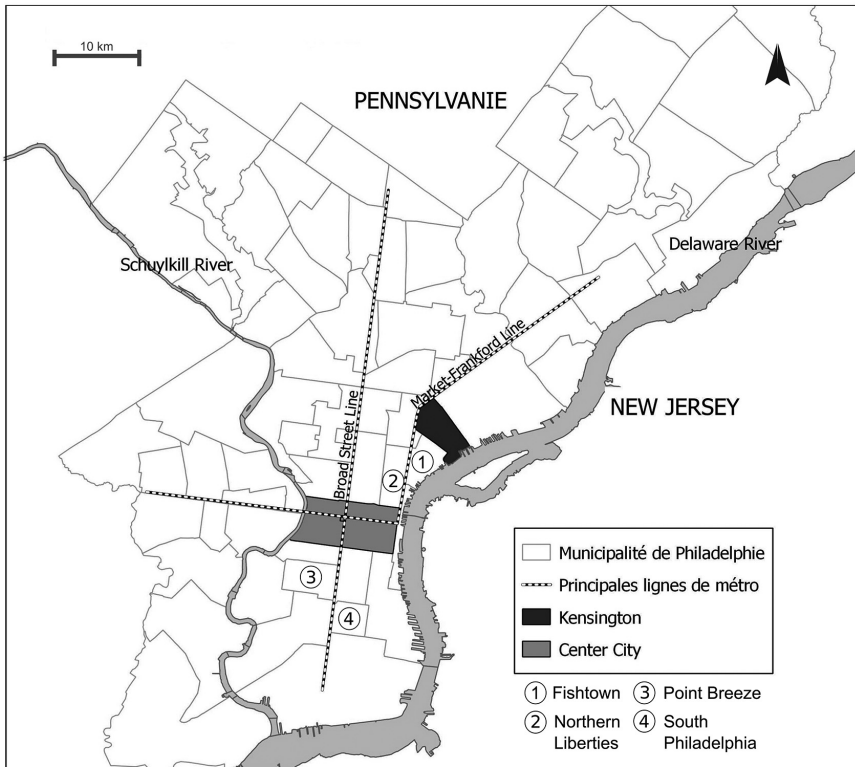 10 km
PENNSYLVANIE
Schuylkill River
Delaware River
Market-Frankford Line
Broad Street Line
NEW JERSEY
1
2
3
4
Municipalité de Philadelphie
Principales lignes de métro
Kensington
Center City
1 Fishtown
3 Point Breeze
2 Northern
Liberties
4 South
Philadelphia